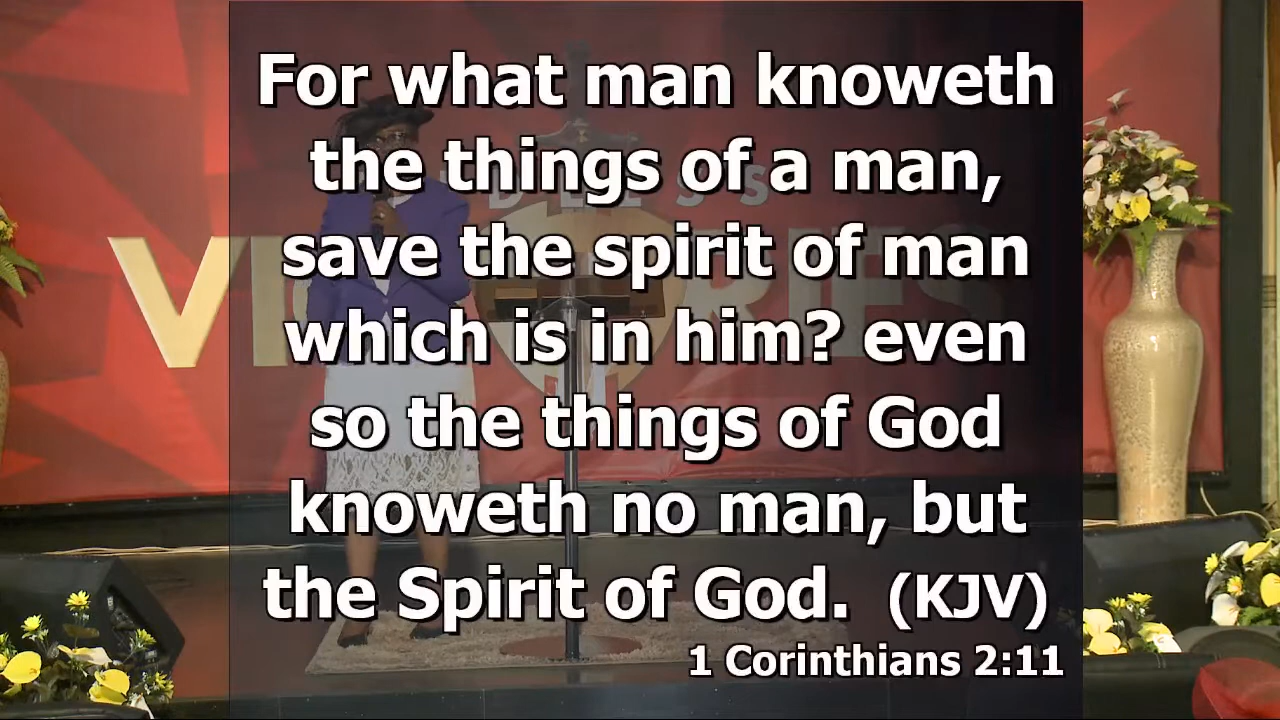 For what man knoweth
the things of a man,
save the spirit of man
which is in him? even
so the things of God
knoweth no man, but
the Spirit of God. (KJV)
1 Corinthians 2:11